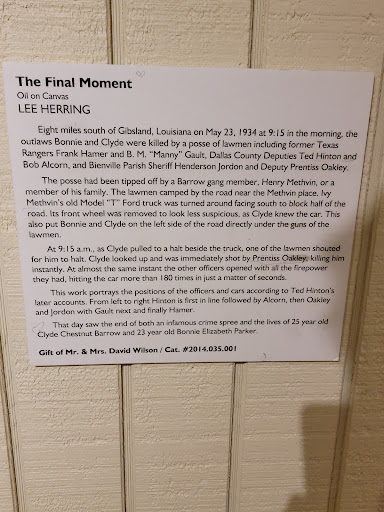 The Final Moment
Oil on Canvas
LEE HERRING
Eight miles south of Gibsland, Louisiana on May 23, 1934 at 9:15 in the morning, the
outlaws Bonnie and Clyde were killed by a posse of lawmen including former Texas
Rangers Frank Hamer and B. M. "Manny" Gault, Dallas County Deputies Ted Hinton and
Bob Alcorn, and Bienville Parish Sheriff Henderson Jordon and Deputy Prentiss Oakley.
The posse had been tipped off by a Barrow gang member, Henry Methvin, or a
member of his family. The lawmen camped by the road near the Methvin place. Ivy
Methvin's old Model "T" Ford truck was turned around facing south to block half of the
road. Its front wheel was removed to look less suspicious, as Clyde knew the car. This
also put Bonnie and Clyde on the left side of the road directly under the guns of the
lawmen.
At 9:15 a.m., as Clyde pulled to a halt beside the truck, one of the lawmen shouted
for him to halt. Clyde looked up and was immediately shot by Prentiss Oakley, killing him
instantly. At almost the same instant the other officers opened with all the firepower
they had, hitting the car more than 180 times in just a matter of seconds.
This work portrays the positions of the officers and cars according to Ted Hinton's
later accounts. From left to right Hinton is first in line followed by Alcorn, then Oakley
and Jordon with Gault next and finally Hamer.
That day saw the end of both an infamous crime spree and the lives of 25 year old
Clyde Chestnut Barrow and 23 year old Bonnie Elizabeth Parker.
Gift of Mr. & Mrs. David Wilson / Cat. #2014.035.001